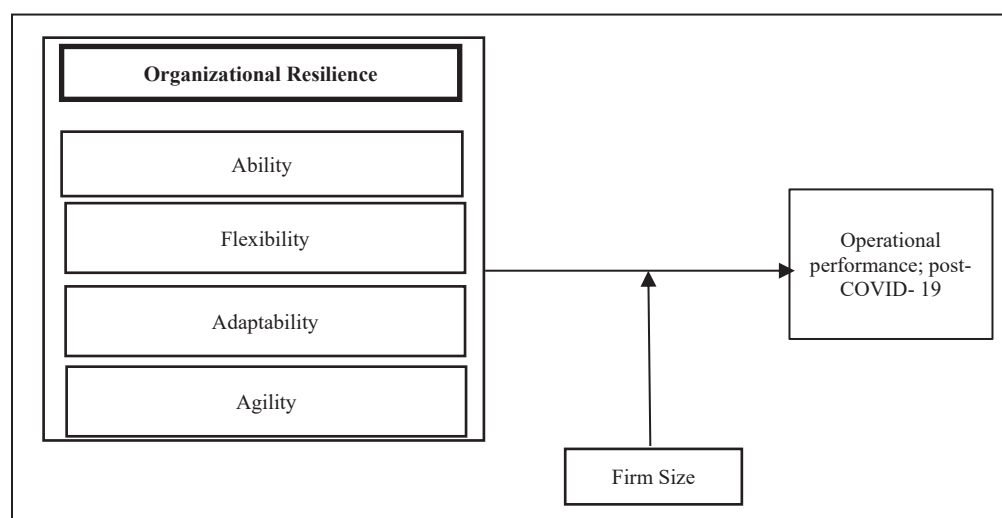 Organizational Resilience
Ability
Flexibility
Adaptability
Agility
Operational
performance; post-
COVID- 19
Firm Size